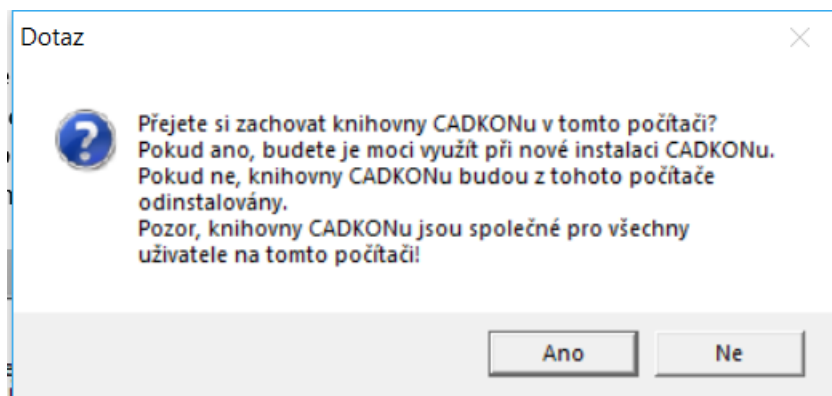 Dotaz
Přejete si zachovat knihovny CADKONu v tomto počítači?
Pokud ano, budete je moci využít při nové instalaci CADKONu.
Pokud ne, knihovny CADKONu budou z tohoto počítače
odinstalovány.
Pozor, knihovny CADKONu jsou společné pro všechny
uživatele na tomto počítači!
Ano
Ne